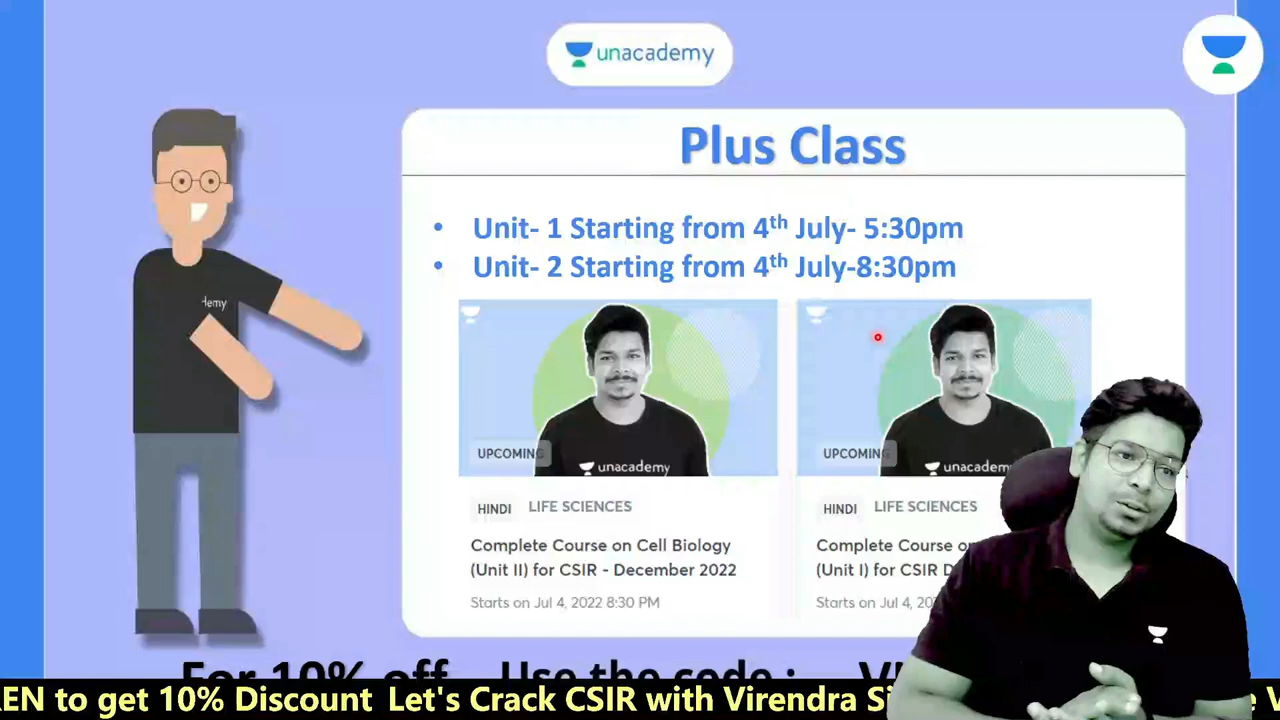 unacademy
Plus Class
• Unit- 1 Starting from 4th July- 5:30pm
• Unit- 2 Starting from 4th July-8:30pm
demy
UPCOMING
unacademy
UPCOMING
unacademy
HINDI LIFE SCIENCES
HINDI LIFE SCIENCES
Complete Course on Cell Biology
(Unit II) for CSIR - December 2022
Starts on Jul 4, 2022 8:30 PM
Complete Course
(Unit I) for CSIR
Starts on Jul 4, 20
For 10% off Use the code :
EN to get 10% Discount Let's Crack CSIR with Virendra